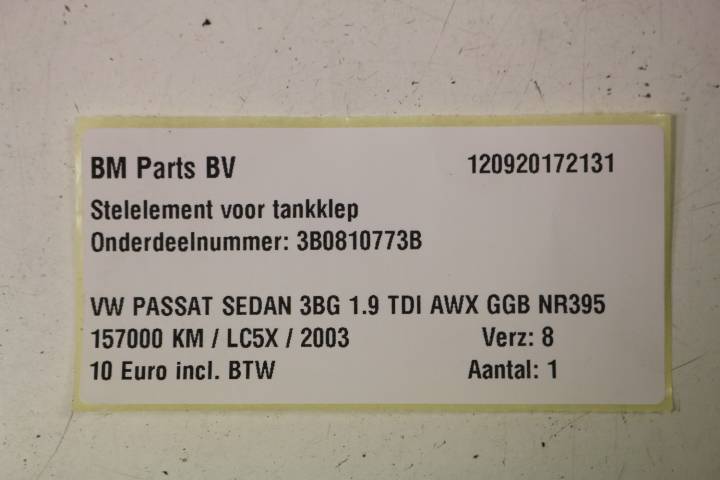 BM Parts BV 120920172131
Stelelement voor tankklep
Onderdeelnummer: 3B0810773B
VW PASSAT SEDAN 3BG 1.9 TDI AWX GGB NR395
157000 KM / LC5X / 2003 Verz: 8
10 Euro incl. BTW Aantal: 1